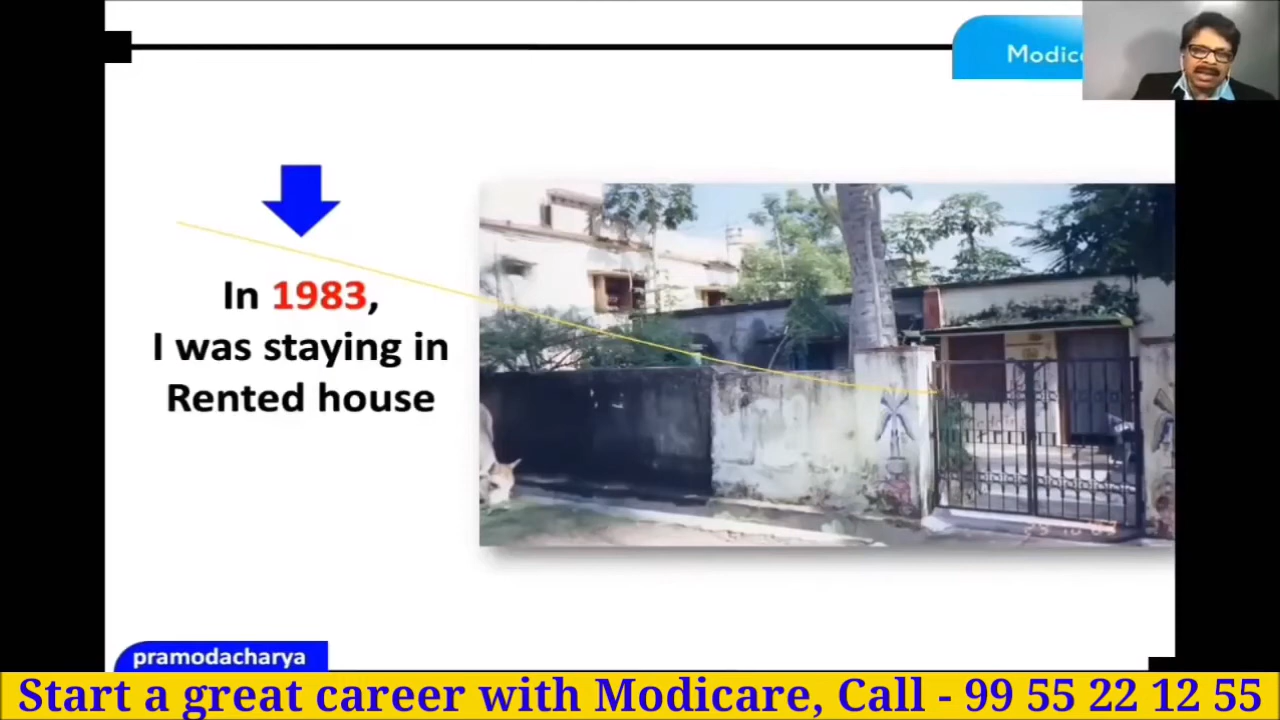 Modic
In 1983,
I was staying in
Rented house
pramodacharya
Start a great career with Modicare, Call - 99 55 22 12 55